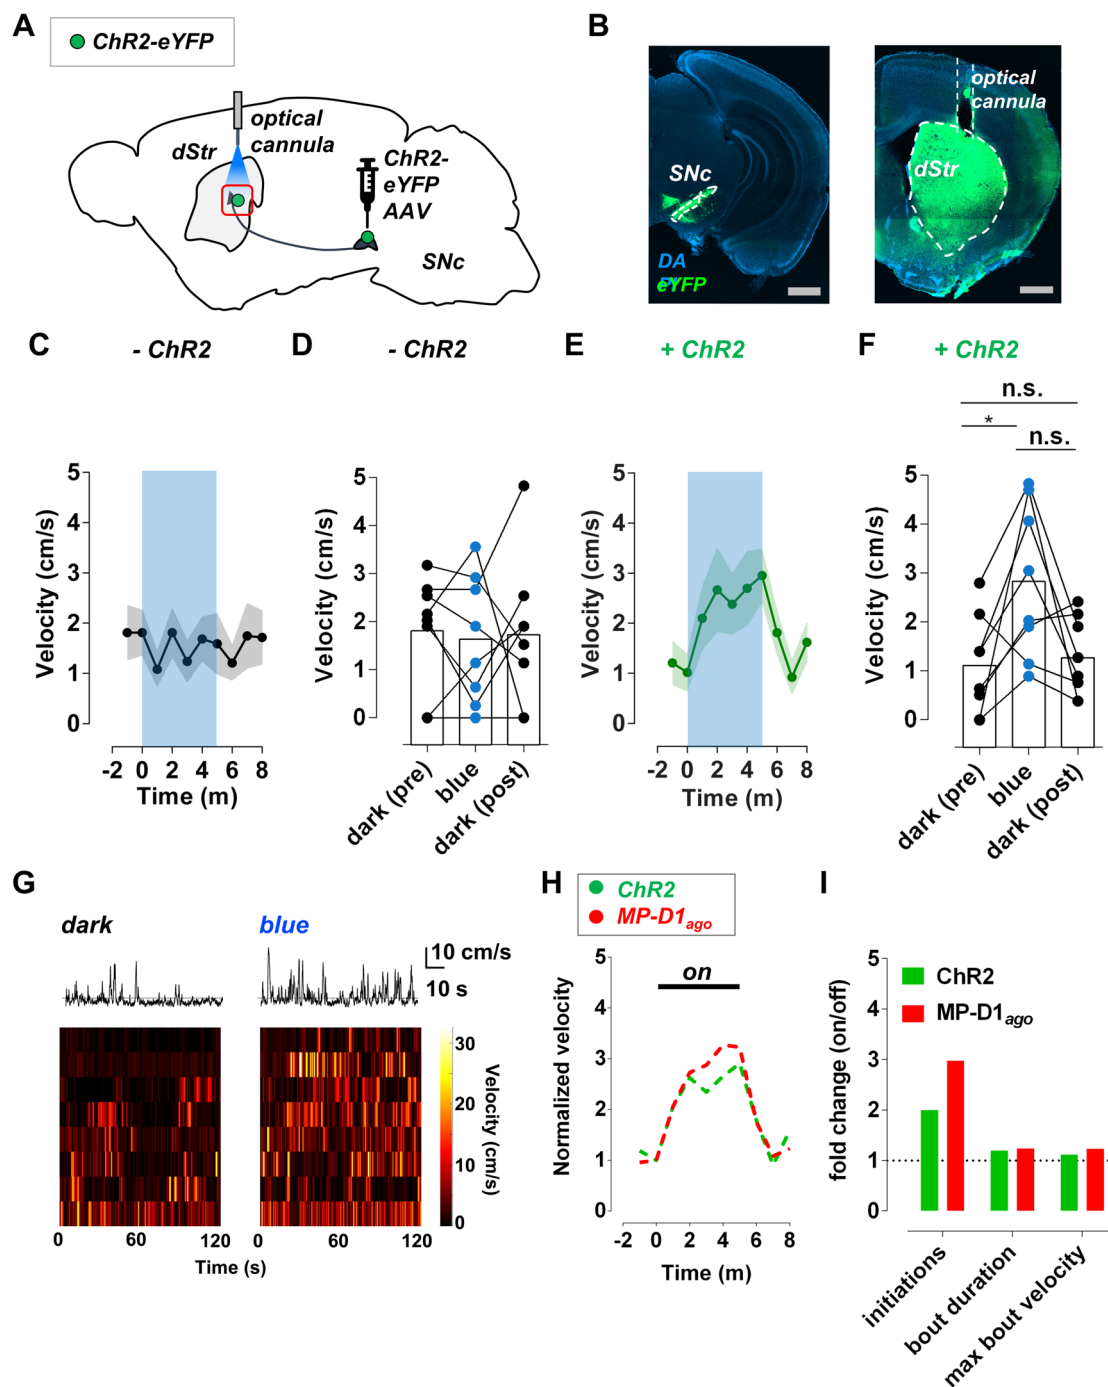 A
ChR2-eYFP
optical
cannula
dStr
ChR2-
eYFP
AAV
SNc
B
SNc
DA
eYFP
optical
cannula
dStr
C
- ChR2
Velocity (cm/s)
5
4
3
2
1
0
-2 0 2 4 6 8
Time (m)
D
- ChR2
Velocity (cm/s)
5
4
3
2
1
0
dark (pre)
blue
dark (post)
E
+ ChR2
Velocity (cm/s)
5
4
3
2
1
0
-2 0 2 4 6 8
Time (m)
F
+ ChR2
n.s.
*
n.s.
Velocity (cm/s)
5
4
3
2
1
0
dark (pre)
blue
dark (post)
G
dark
blue
10 cm/s
10 s
30
20
10
0
Velocity (cm/s)
0 60 120
0 60 120
Time (s)
H
ChR2
MP-D1ago
on
Normalized velocity
5
4
3
2
1
0
-2 0 2 4 6 8
Time (m)
I
ChR2
MP-D1ago
fold change (on/off)
5
4
3
2
1
0
initiations
bout duration
max bout velocity